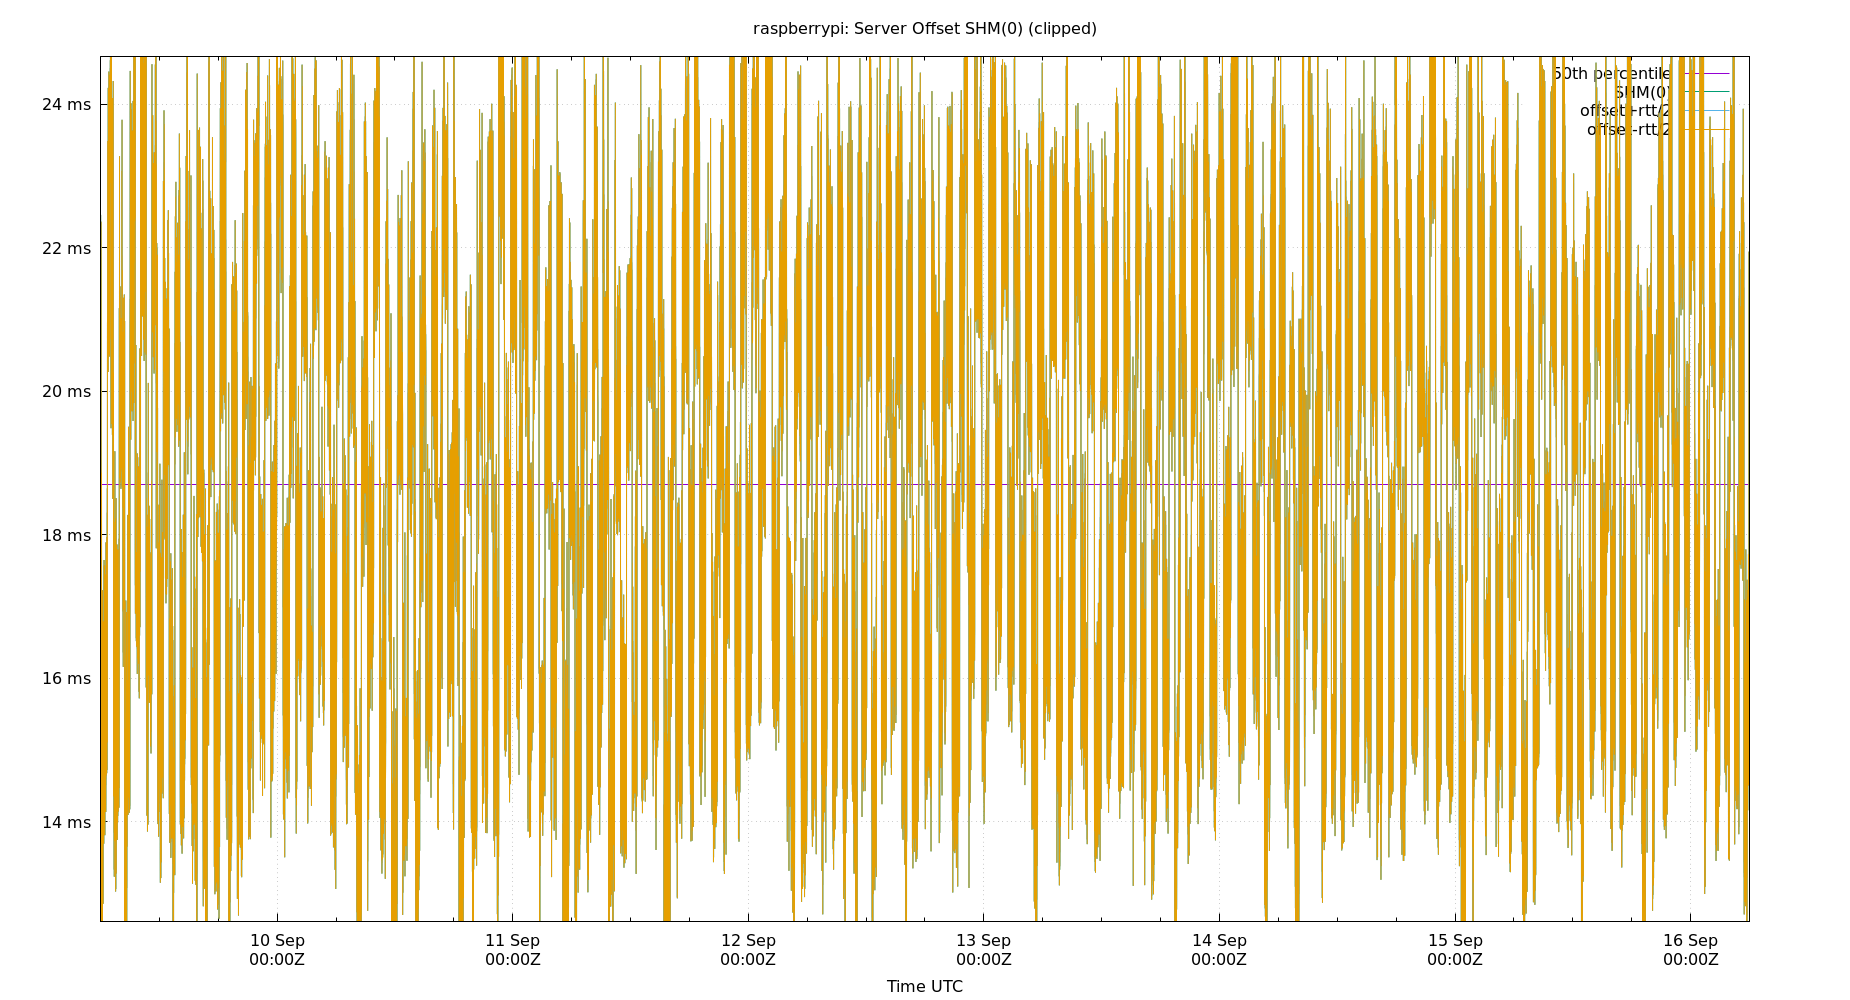 raspberrypi: Server Offset SHM(0) (clipped)
50th percentile
SHM(0)
offset+rtt/2
offset-rtt/2
24 ms
22 ms
20 ms
18 ms
16 ms
14 ms
10 Sep 11 Sep 12 Sep 13 Sep 14 Sep 15 Sep 16 Sep
00:00Z 00:00Z 00:00Z 00:00Z 00:00Z 00:00Z 00:00Z
Time UTC